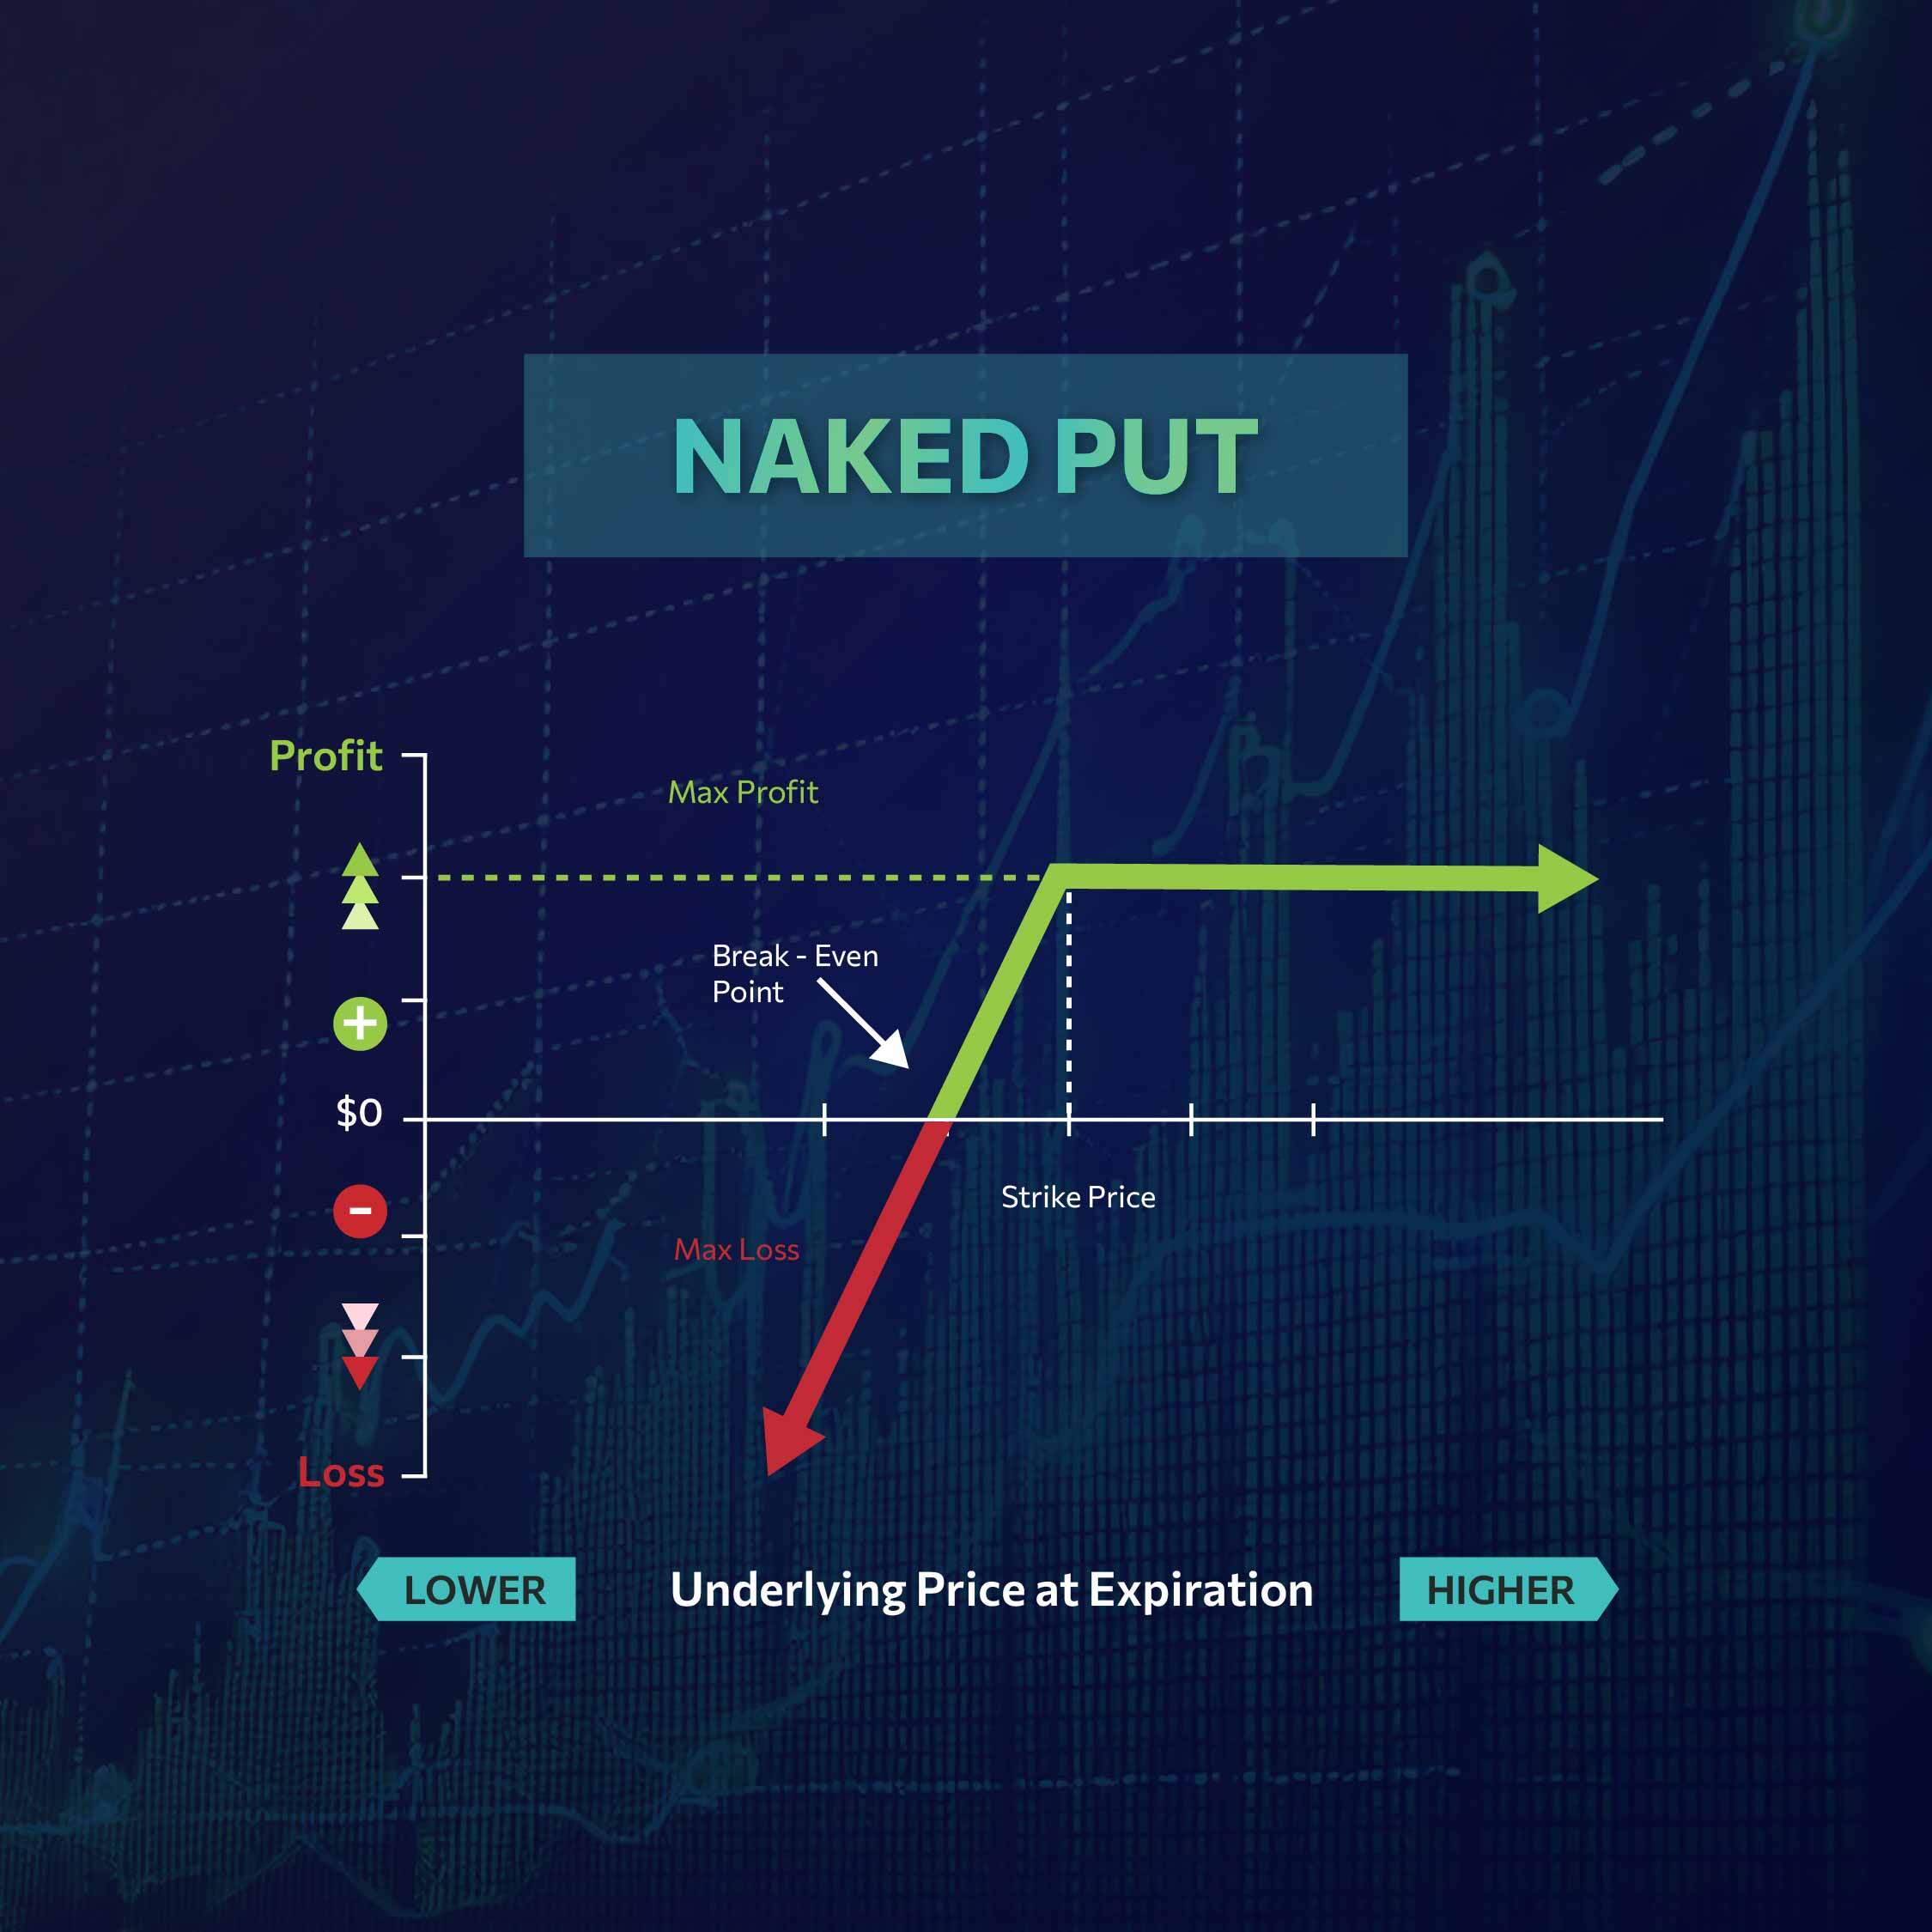 NAKED PUT
Profit
Max Profit
Break - Even
Point
+
$0
Strike Price
-
Max Loss
Loss
LOWER
Underlying Price at Expiration
HIGHER